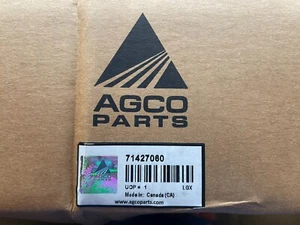 AGCO
PARTS
71427060
UOP = 1 LGX
Made in: Canada (CA)
www.agcoparts.com